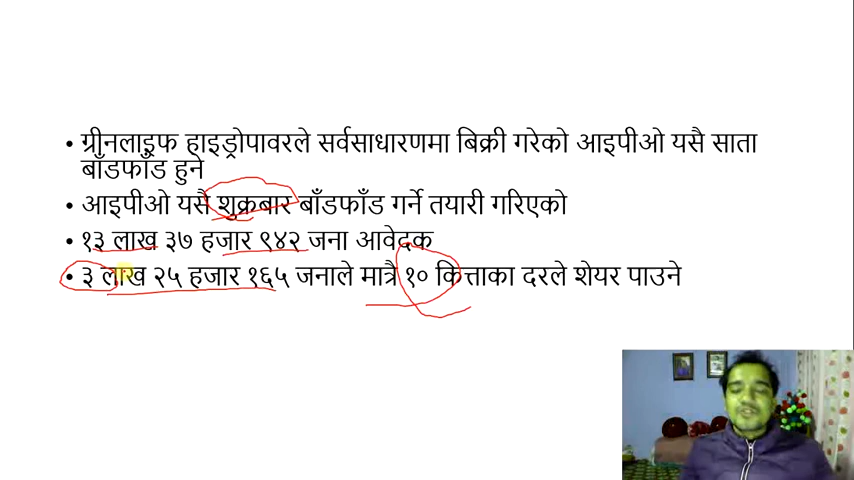 • ग्रीनलाइफ हाइड्रोपावरले सर्वसाधारणमा बिक्री गरेको आइपीओ यसै साता
बाँडफाँड हुने
• आइपीओ यसै शुक्रबार बाँडफाँड गर्ने तयारी गरिएको
• १३ लाख ३७ हजार ९४२ जना आवेदक
• ३ लाख २५ हजार १६५ जनाले मात्रै १० कित्ताका दरले शेयर पाउने